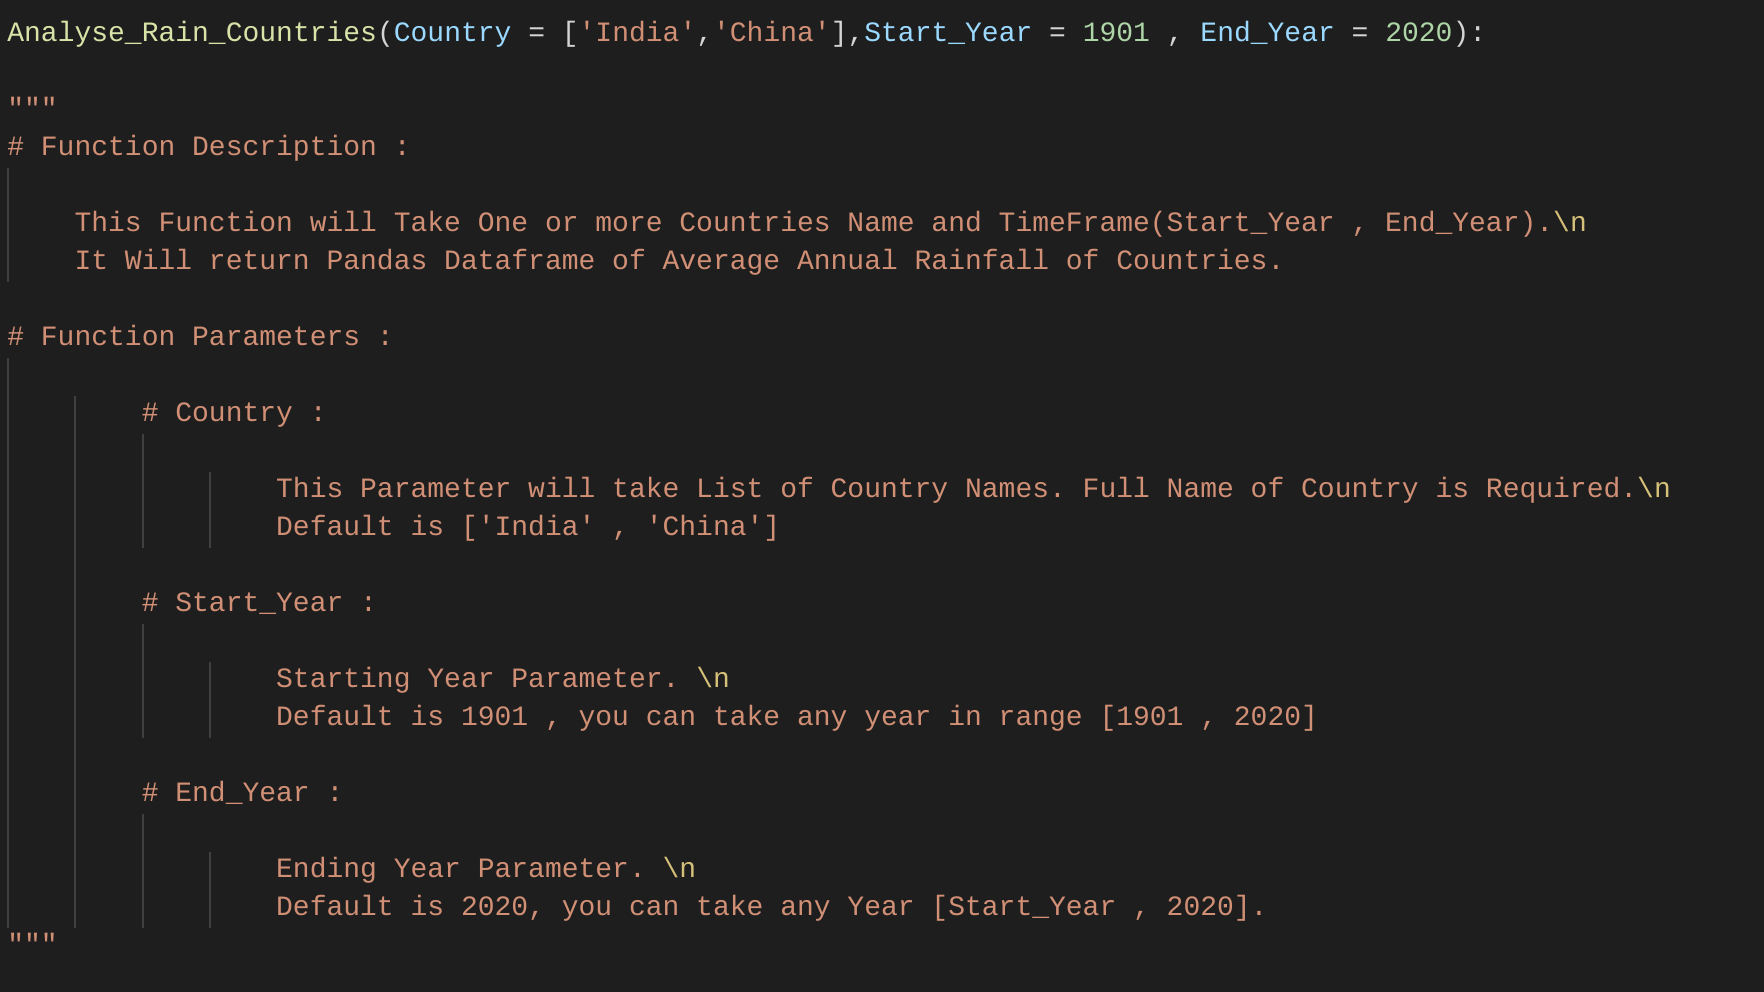 Analyse_Rain_Countries(Country = ['India','China'],Start_Year = 1901 , End_Year = 2020):
"""
# Function Description :
This Function will Take One or more Countries Name and TimeFrame(Start_Year , End_Year).\n
It Will return Pandas Dataframe of Average Annual Rainfall of Countries.
# Function Parameters :
# Country :
This Parameter will take List of Country Names. Full Name of Country is Required.\n
Default is ['India' , 'China']
# Start_Year :
Starting Year Parameter. \n
Default is 1901 , you can take any year in range [1901 , 2020]
# End_Year :
Ending Year Parameter. \n
Default is 2020, you can take any Year [Start_Year , 2020].
"""